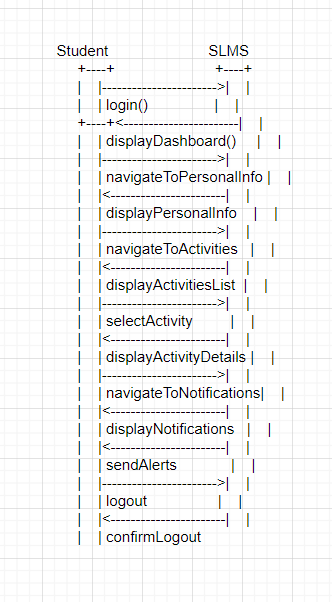 Student SLMS
+----+ +----+
| |----------------------->| |
| | login() | |
+----+<-----------------------| |
| | displayDashboard() | |
| |----------------------->| |
| | navigateToPersonalInfo | |
| |<-----------------------| |
| | displayPersonalInfo | |
| |----------------------->| |
| | navigateToActivities | |
| |<-----------------------| |
| | displayActivitiesList | |
| |----------------------->| |
| | selectActivity | |
| |<-----------------------| |
| | displayActivityDetails | |
| |----------------------->| |
| | navigateToNotifications| |
| |<-----------------------| |
| | displayNotifications | |
| |<-----------------------| |
| | sendAlerts | |
| |----------------------->| |
| | logout | |
| |<-----------------------| |
| | confirmLogout